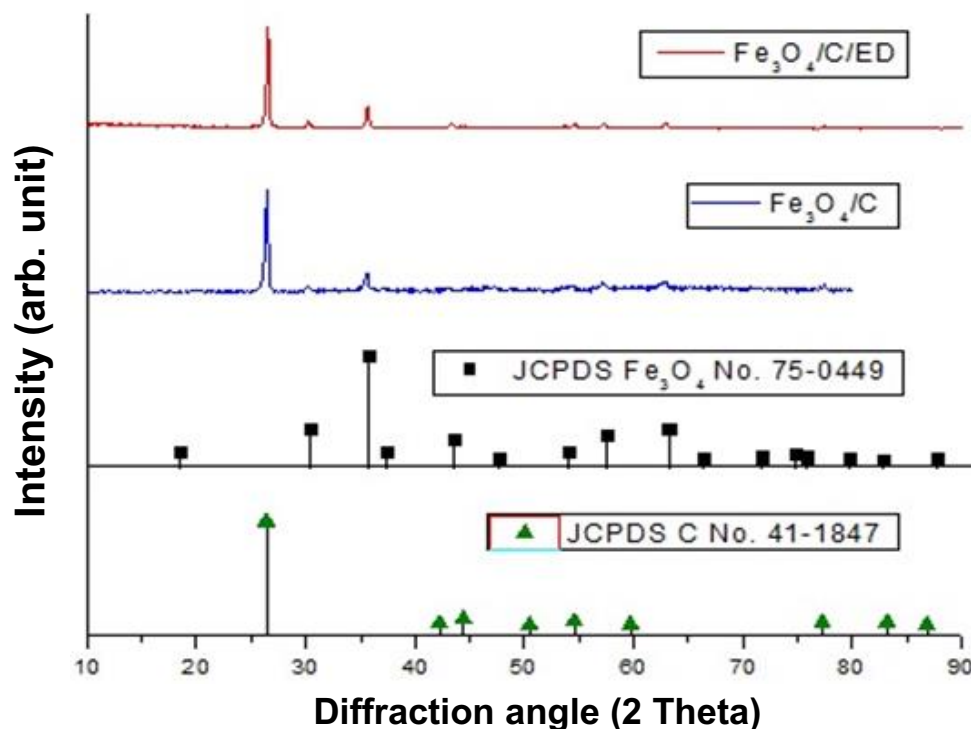 Fe₃O₄/C/ED
Fe₃O₄/C
JCPDS Fe₃O₄ No. 75-0449
JCPDS C No. 41-1847
Intensity (arb. unit)
10 20 30 40 50 60 70 80 90
Diffraction angle (2 Theta)